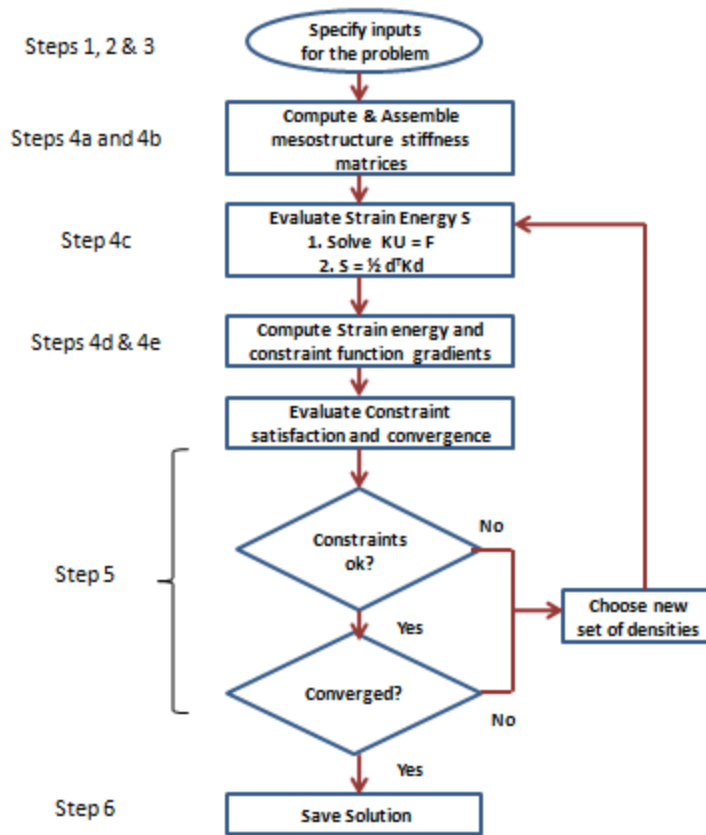 Steps 1, 2 & 3
Specify inputs
for the problem
Steps 4a and 4b
Compute & Assemble
mesostructure stiffness
matrices
Step 4c
Evaluate Strain Energy S
1. Solve KU = F
2. S = ½ dᵀKd
Steps 4d & 4e
Compute Strain energy and
constraint function gradients
Evaluate Constraint
satisfaction and convergence
Step 5
Constraints
ok?
No
Yes
Choose new
set of densities
Converged?
No
Yes
Step 6
Save Solution